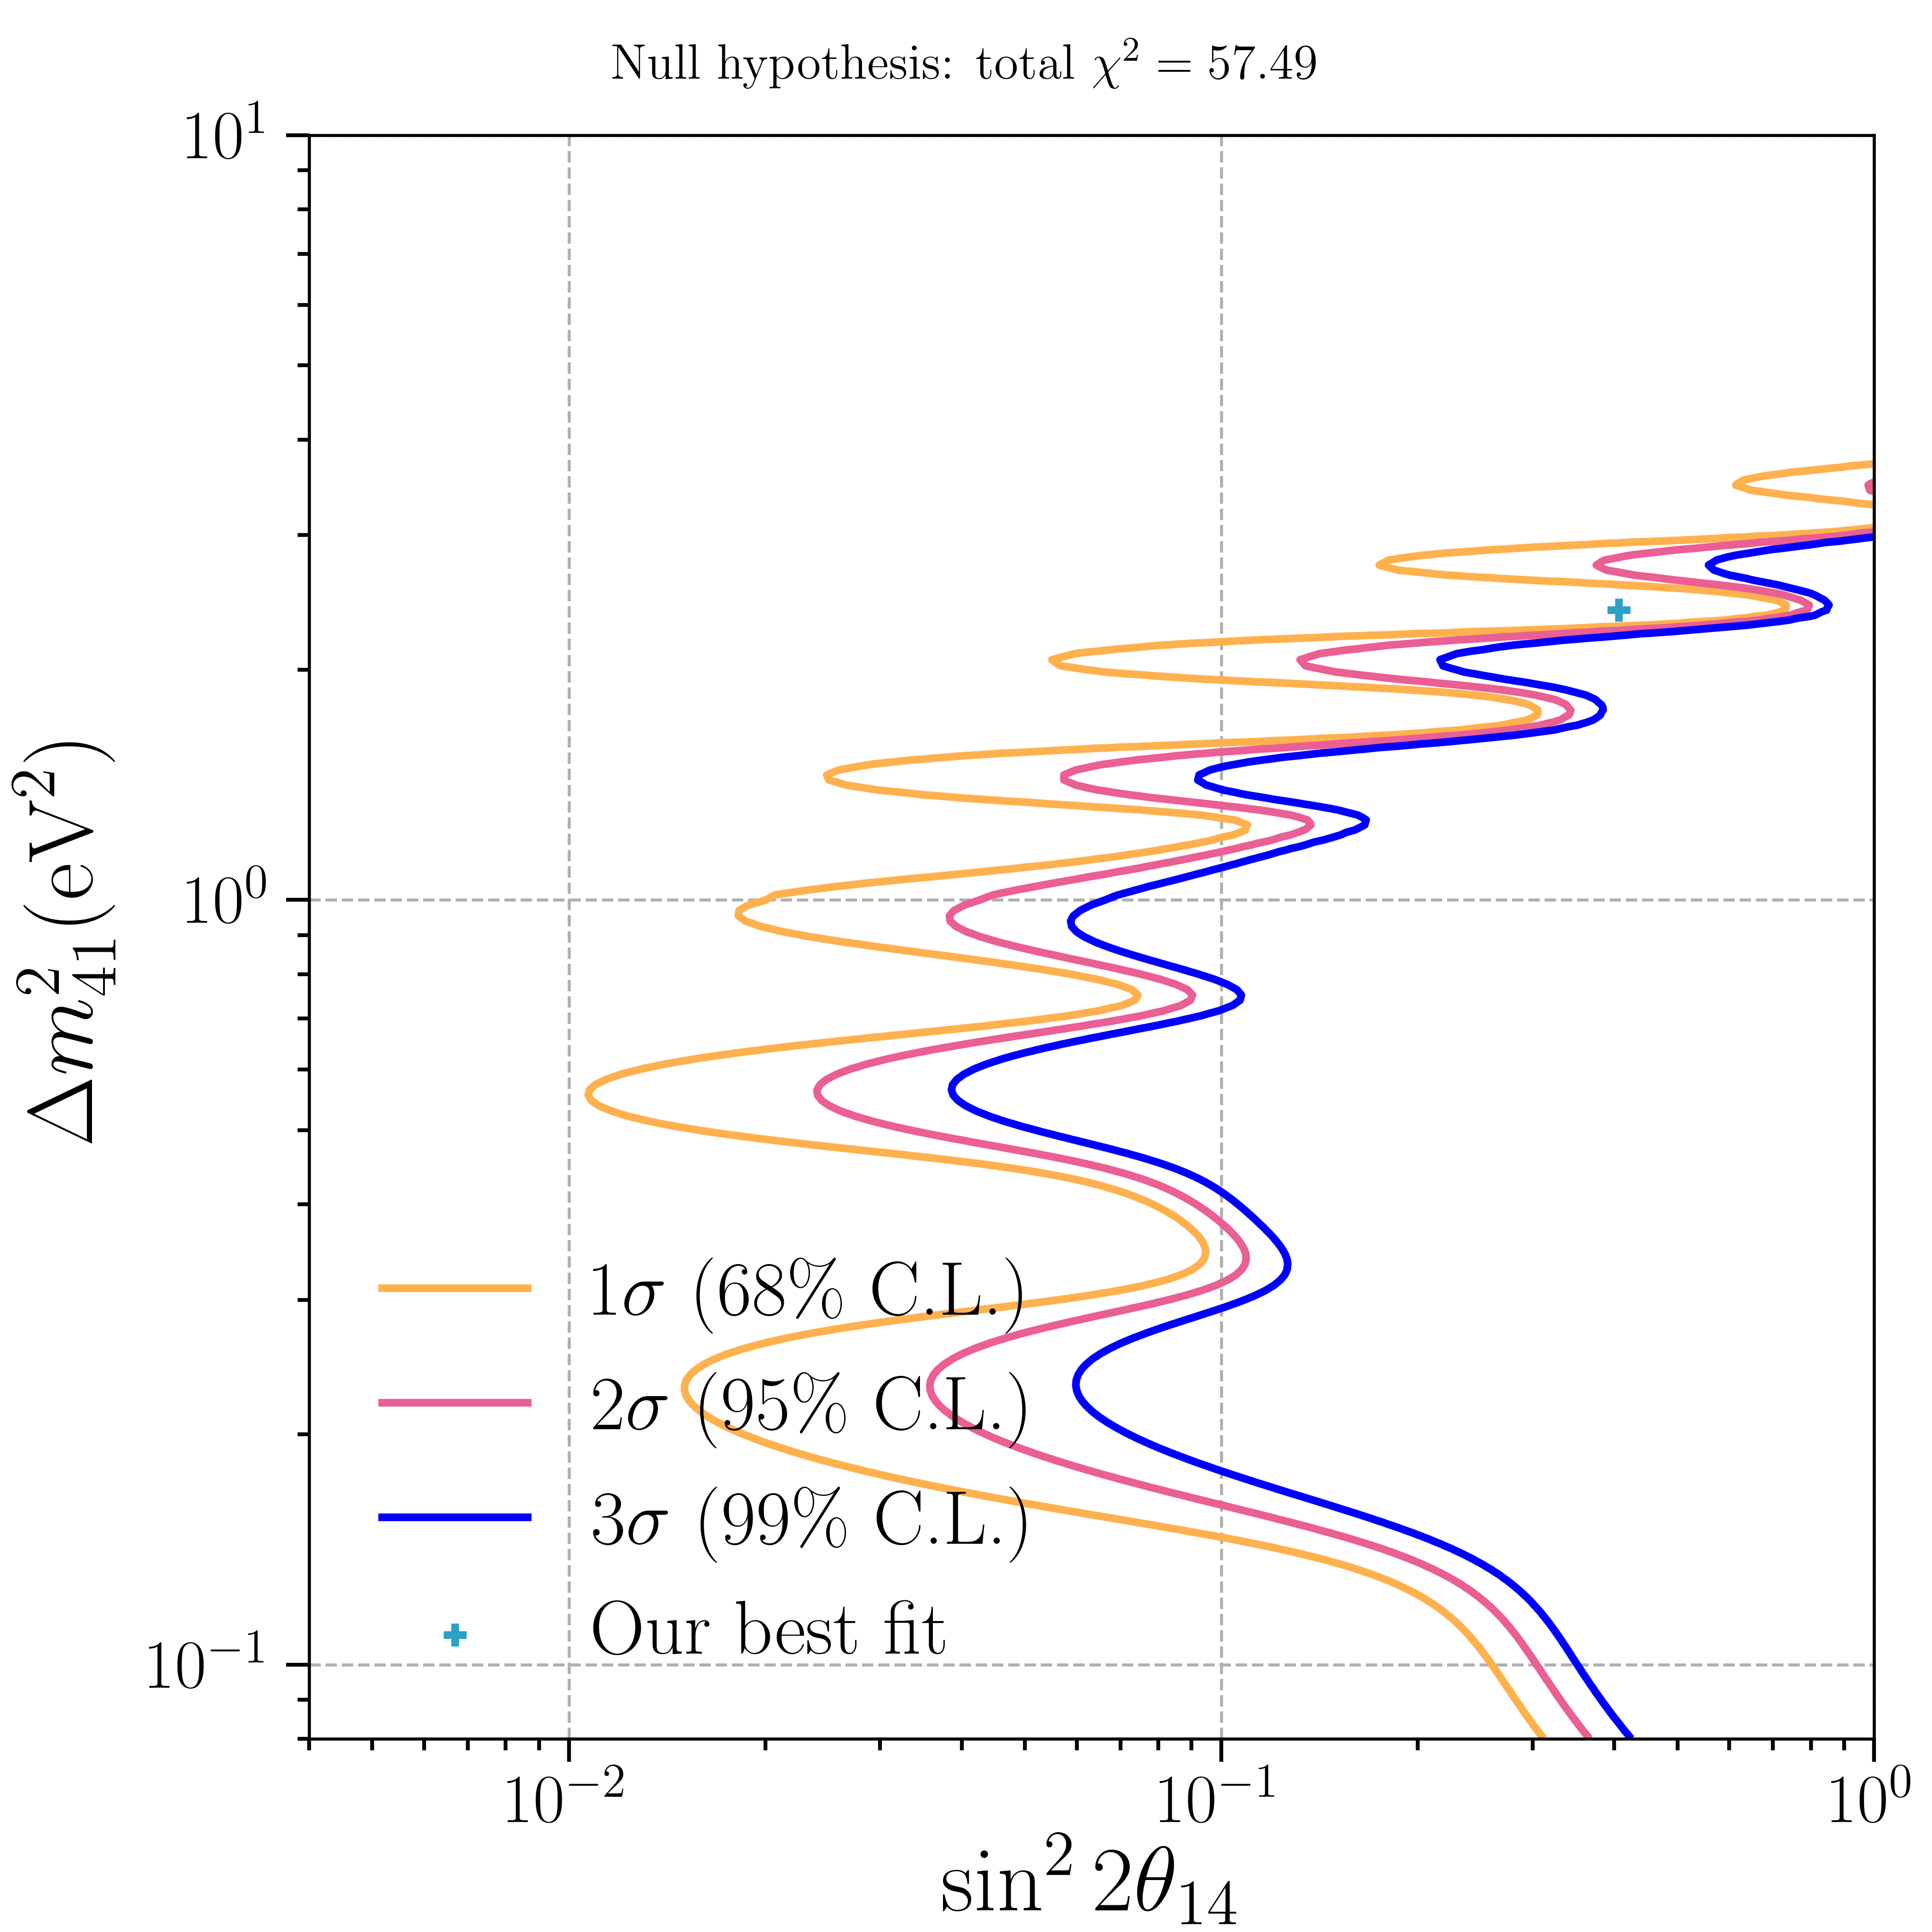 Null hypothesis: total χ² = 57.49
10¹
10⁰
10⁻¹
Δm²₄₁(eV²)
1σ (68% C.L.)
2σ (95% C.L.)
3σ (99% C.L.)
Our best fit
10⁻²
10⁻¹
10⁰
sin² 2θ₁₄